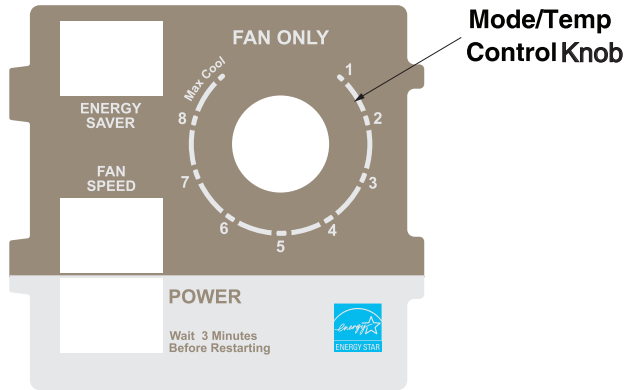 Mode/Temp
Control Knob
FAN ONLY
Max Cool
1
2
3
4
5
6
7
8
ENERGY
SAVER
FAN
SPEED
POWER
Wait 3 Minutes
Before Restarting
energy
ENERGY STAR